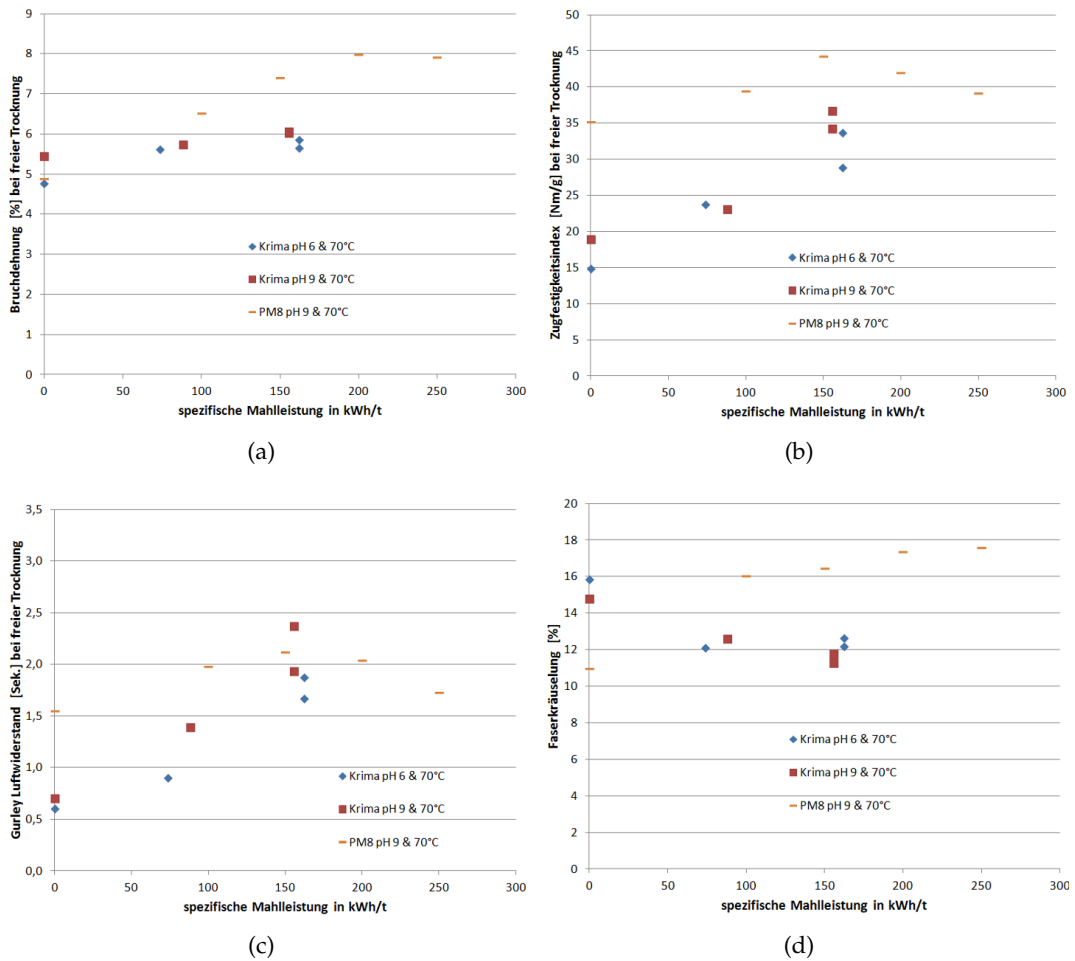 9
8
7
6
5
4
3
2
1
0
Bruchdehnung [%] bei freier Trocknung
Krima pH 6 & 70°C
Krima pH 9 & 70°C
PM8 pH 9 & 70°C
0 50 100 150 200 250 300
spezifische Mahlleistung in kWh/t
(a)
50
45
40
35
30
25
20
15
10
5
0
Zugfestigkeitsindex [Nm/g] bei freier Trocknung
Krima pH 6 & 70°C
Krima pH 9 & 70°C
PM8 pH 9 & 70°C
0 50 100 150 200 250 300
spezifische Mahlleistung in kWh/t
(b)
3,5
3,0
2,5
2,0
1,5
1,0
0,5
0,0
Gurley Luftwiderstand [Sek.] bei freier Trocknung
Krima pH 6 & 70°C
Krima pH 9 & 70°C
PM8 pH 9 & 70°C
0 50 100 150 200 250 300
spezifische Mahlleistung in kWh/t
(c)
20
18
16
14
12
10
8
6
4
2
0
Faserkräuselung [%]
Krima pH 6 & 70°C
Krima pH 9 & 70°C
PM8 pH 9 & 70°C
0 50 100 150 200 250 300
spezifische Mahlleistung in kWh/t
(d)